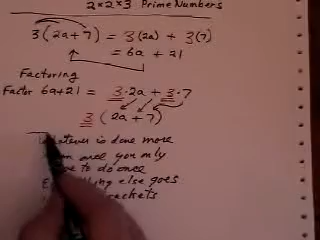 2×2×3 Prime Numbers
3(2a+7) = 3(2a) + 3(7)
= 6a + 21
Factoring
Factor 6a+21 = 3·2a + 3·7
3 (2a + 7)
is done more
you only
to do once
else goes
brackets